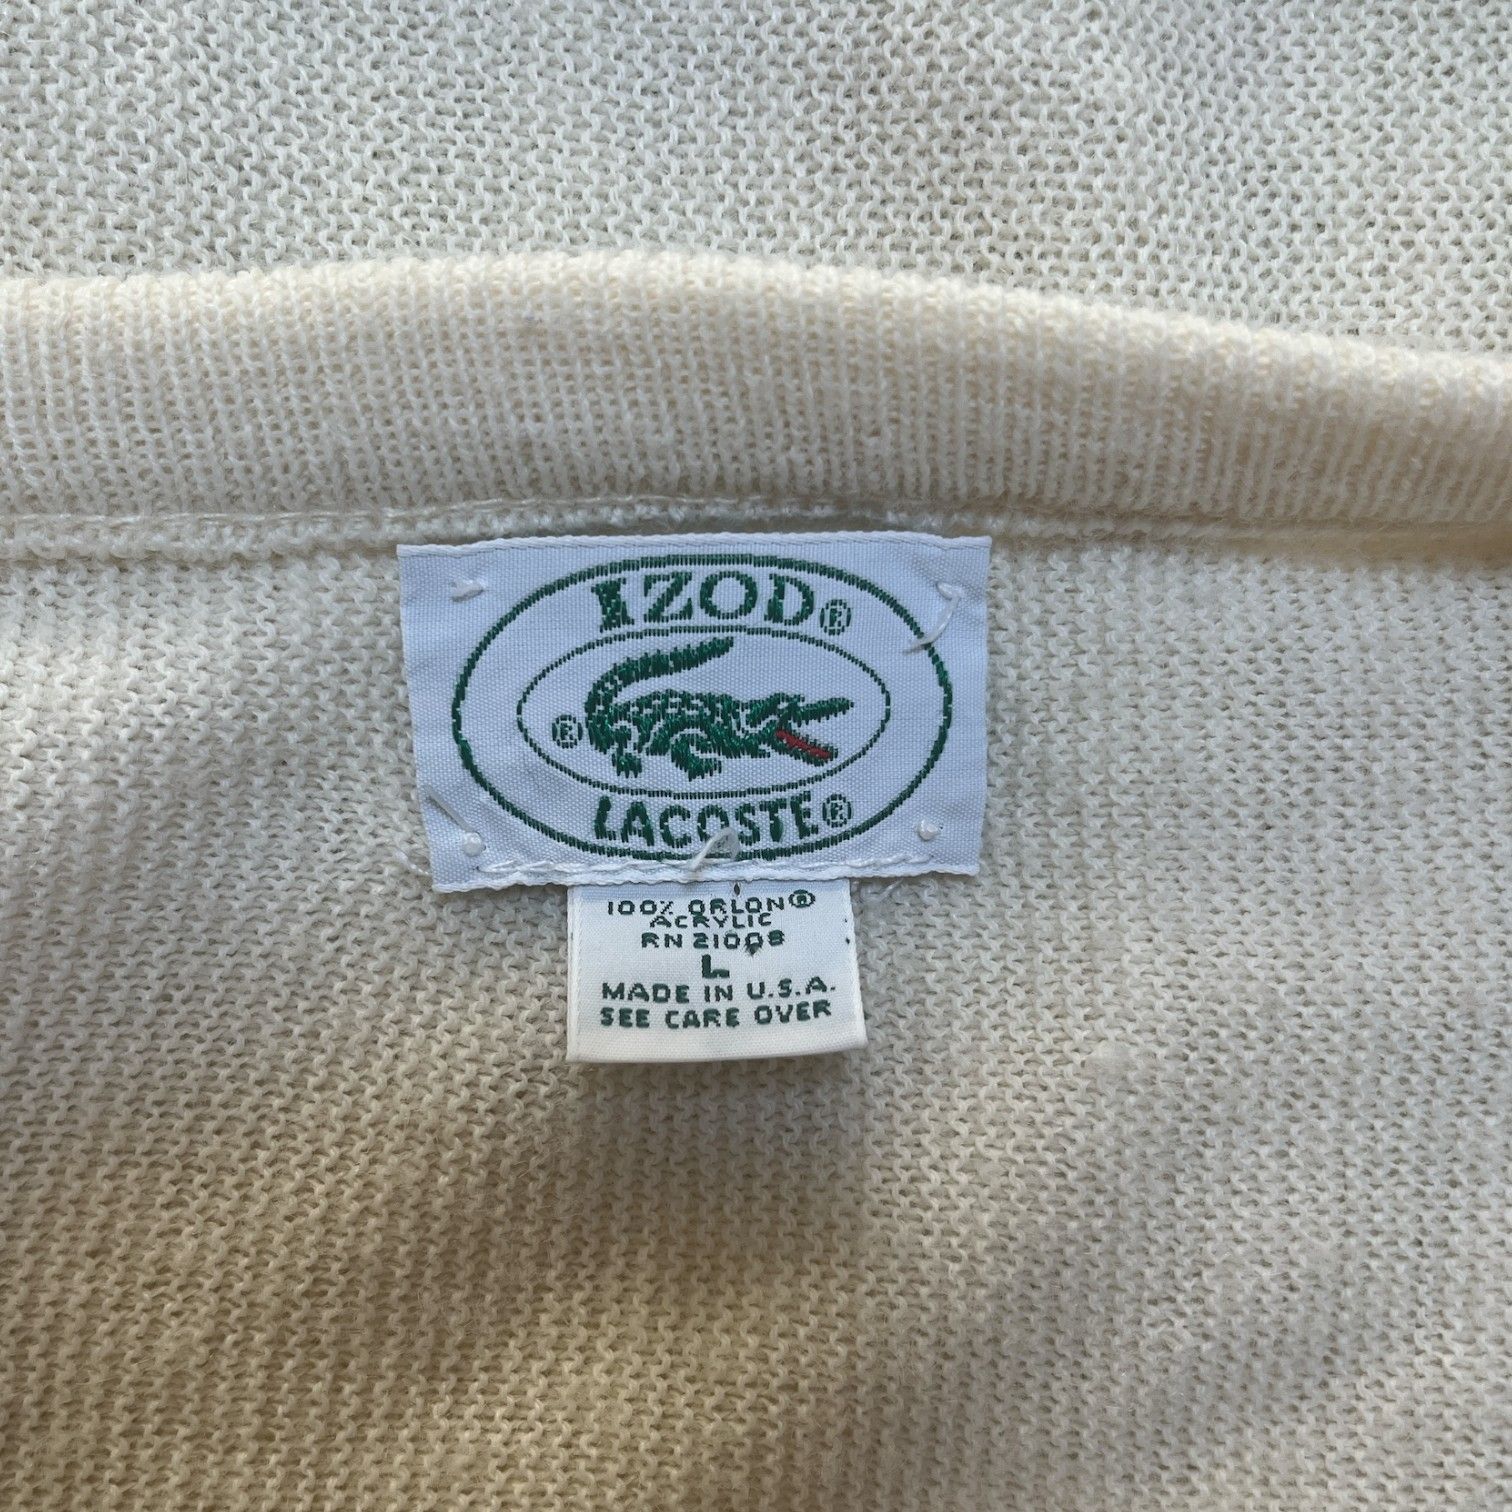 IZOD®
®
LACOSTE®
100% ORLON®
ACRYLIC
RN 21008
L
MADE IN U.S.A.
SEE CARE OVER